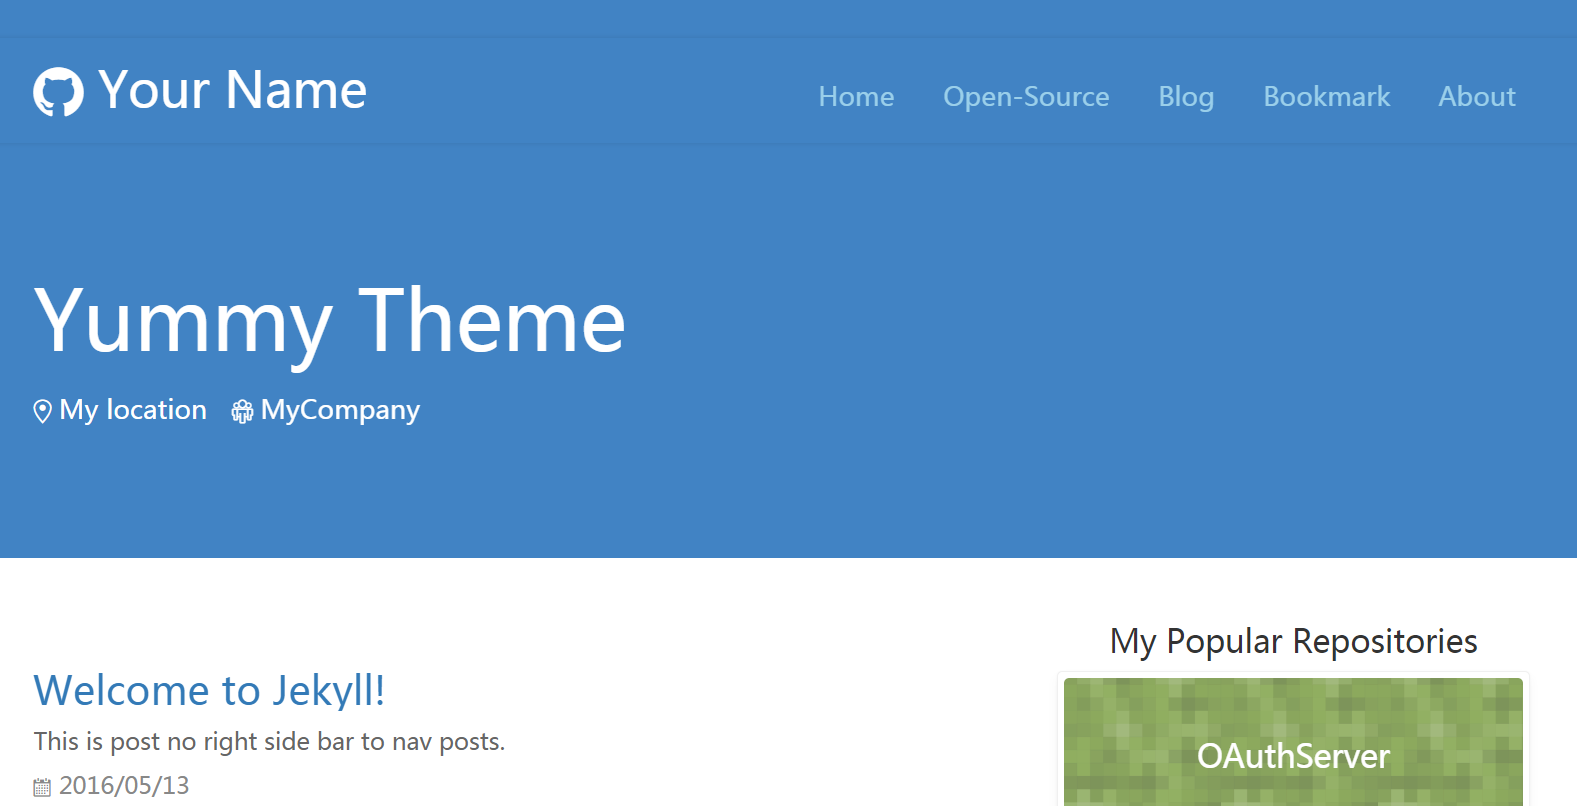 Your Name
Home Open-Source Blog Bookmark About
Yummy Theme
My location MyCompany
My Popular Repositories
Welcome to Jekyll!
This is post no right side bar to nav posts.
2016/05/13
OAuthServer